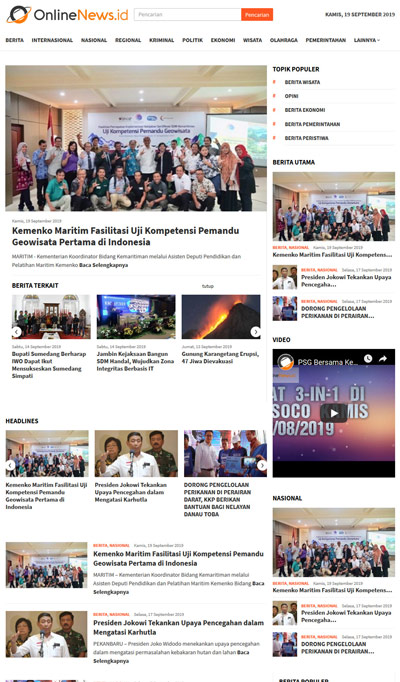 OnlineNews.id
Pencarian
Pencarian
KAMIS, 19 SEPTEMBER 2019
BERITA INTERNASIONAL NASIONAL REGIONAL KRIMINAL POLITIK EKONOMI WISATA OLAHRAGA PEMERINTAHAN LAINNYA
Uji Kompetensi Pemandu Geowisata
Kamis, 19 September 2019
Kemenko Maritim Fasilitasi Uji Kompetensi Pemandu
Geowisata Pertama di Indonesia
MARITIM - Kementerian Koordinator Bidang Kemaritiman melalui Asisten Deputi Pendidikan dan
Pelatihan Maritim Kemenko Baca Selengkapnya
BERITA TERKAIT
tutup
Sabtu, 14 September 2019
Bupati Sumedang Berharap
IWO Dapat Ikut
Mensukseskan Sumedang
Simpati
Sabtu, 14 September 2019
Jambin Kejaksaan Bangun
SDM Handal, Wujudkan Zona
Integritas Berbasis IT
Jumat, 13 September 2019
Gunung Karangetang Erupsi,
47 Jiwa Dievakuasi
HEADLINES
Kemenko Maritim Fasilitasi Uji
Kompetensi Pemandu
Geowisata Pertama di
Indonesia
Presiden Jokowi Tekankan
Upaya Pencegahan dalam
Mengatasi Karhutla
DORONG PENGELOLAAN
PERIKANAN DI PERAIRAN
DARAT, KKP BERIKAN
BANTUAN BAGI NELAYAN
DANAU TOBA
BERITA, NASIONAL Kamis, 19 September 2019
Kemenko Maritim Fasilitasi Uji Kompetensi Pemandu
Geowisata Pertama di Indonesia
MARITIM – Kementerian Koordinator Bidang Kemaritiman melalui
Asisten Deputi Pendidikan dan Pelatihan Maritim Kemenko Bidang Baca
Selengkapnya
BERITA, NASIONAL Selasa, 17 September 2019
Presiden Jokowi Tekankan Upaya Pencegahan dalam
Mengatasi Karhutla
PEKANBARU – Presiden Joko Widodo menekankan upaya pencegahan
dalam mengatasi permasalahan kebakaran hutan dan lahan Baca
Selengkapnya
TOPIK POPULER
# BERITA WISATA
# OPINI
# BERITA EKONOMI
# BERITA PEMERINTAH
# BERITA PERISTIWA
BERITA UTAMA
BERITA, NASIONAL Kamis, 19 September 2019
Kemenko Maritim Fasilitasi Uji Kompetens...
BERITA, NASIONAL Selasa, 17 September 2019
Presiden Jokowi Tekankan Upaya
Pencegaha...
BERITA, NASIONAL Selasa, 17 September 2019
DORONG PENGELOLAAN
PERIKANAN DI PERAIRAN...
VIDEO
PSG Bersama Ke...
AT 3-IN-1 DI
SOCO MIS
/08/2019
YouTube
NASIONAL
BERITA, NASIONAL Kamis, 19 September 2019
Kemenko Maritim Fasilitasi Uji Kompetens...
BERITA, NASIONAL Selasa, 17 September 2019
Presiden Jokowi Tekankan Upaya
Pencegaha...
BERITA, NASIONAL Selasa, 17 September 2019
DORONG PENGELOLAAN
PERIKANAN DI PERAIRAN...
BERITA POPULER